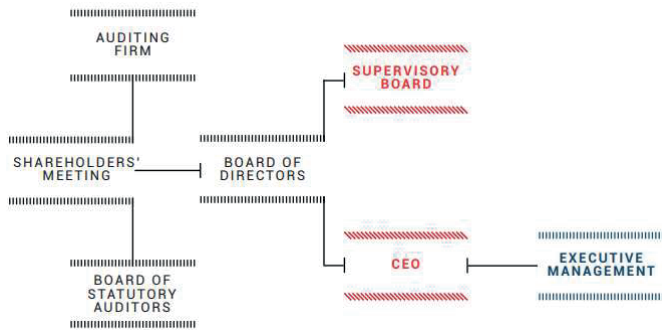 AUDITING
FIRM
SUPERVISORY
BOARD
SHAREHOLDERS'
MEETING
BOARD OF
DIRECTORS
CEO
EXECUTIVE
MANAGEMENT
BOARD OF
STATUTORY
AUDITORS